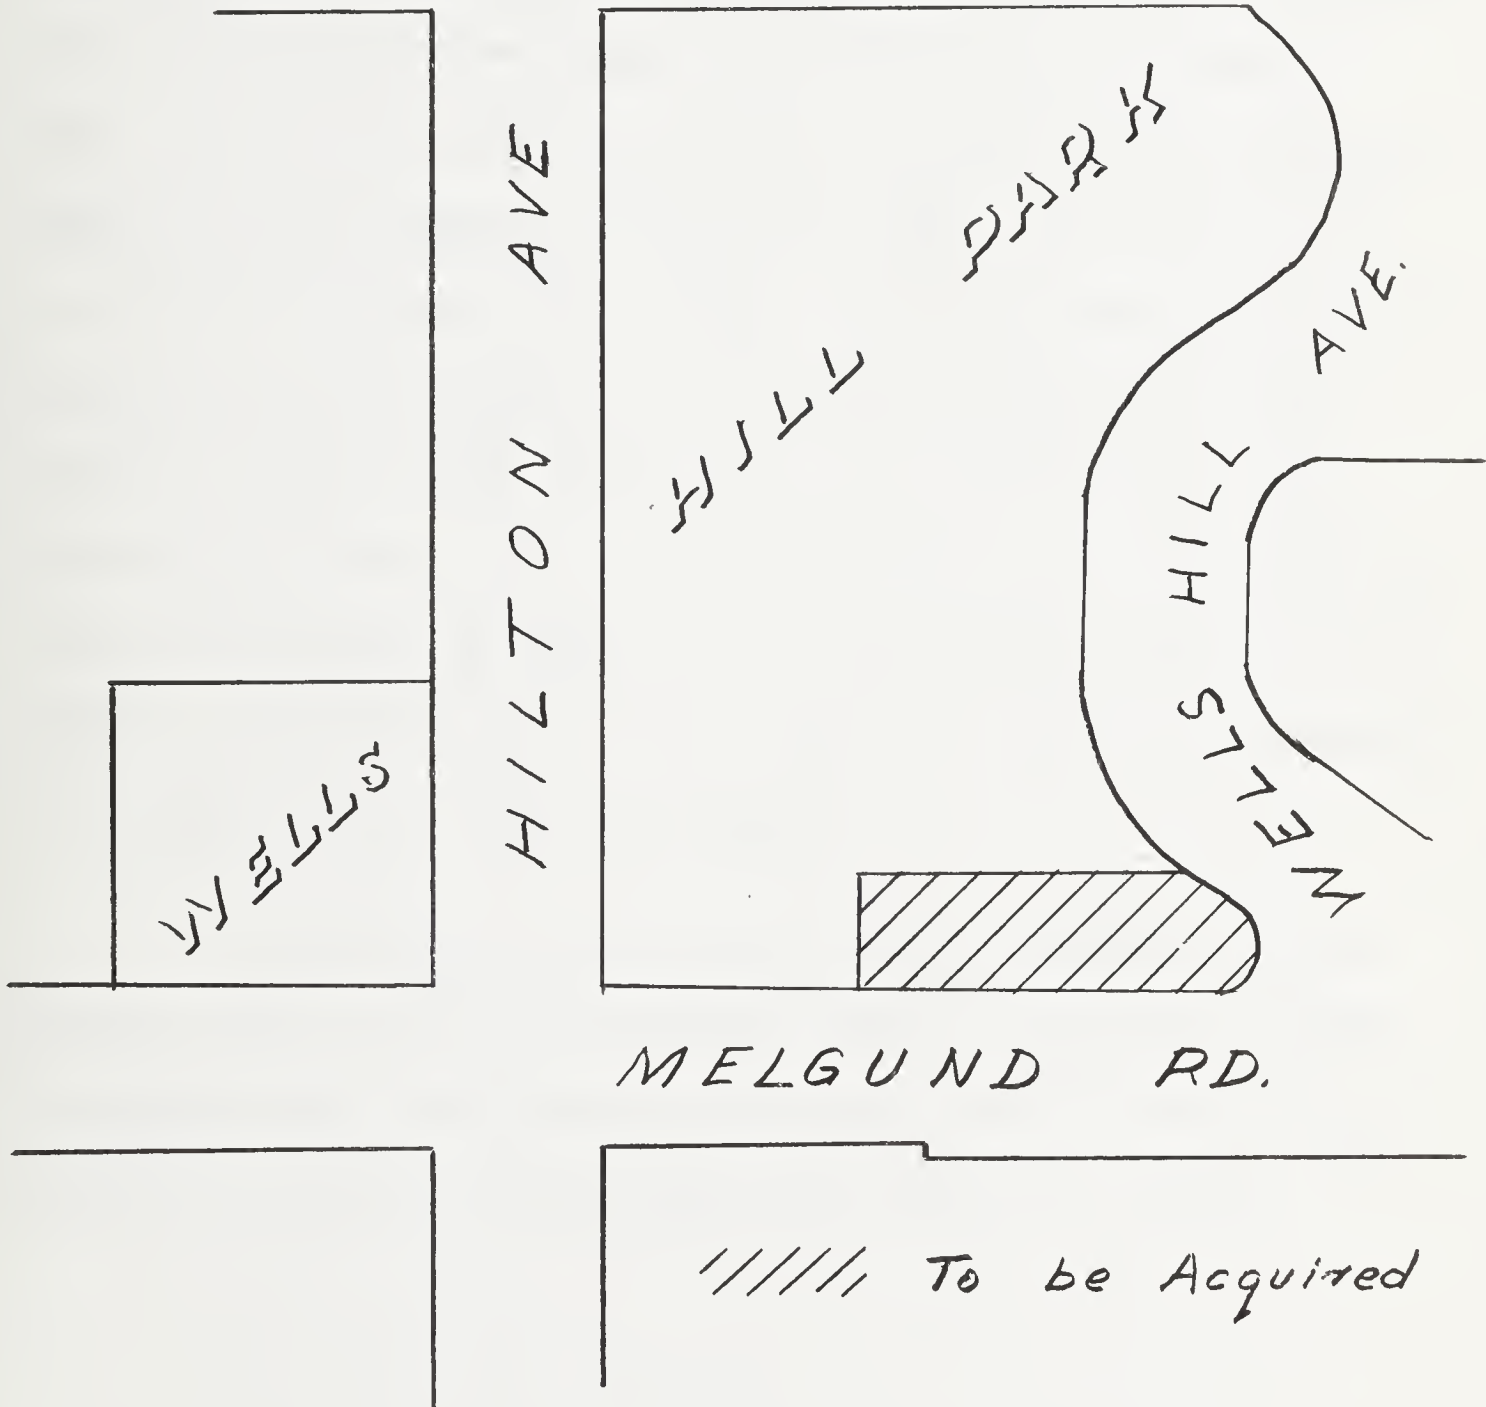 HILTON AVE
WELLS HILL PARK
WELLS HILL AVE.
MELGUND RD.
To be Acquired